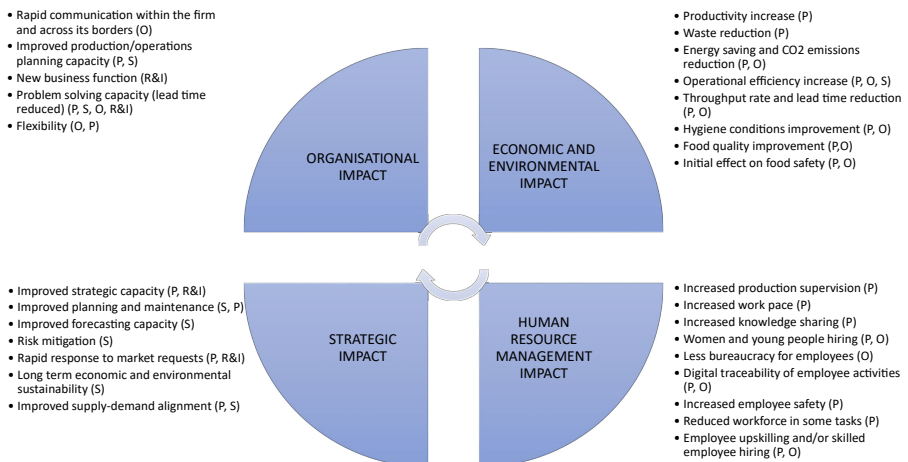 • Rapid communication within the firm
and across its borders (O)
• Improved production/operations
planning capacity (P, S)
• New business function (R&I)
• Problem solving capacity (lead time
reduced) (P, S, O, R&I)
• Flexibility (O, P)
ORGANISATIONAL
IMPACT
• Productivity increase (P)
• Waste reduction (P)
• Energy saving and CO2 emissions
reduction (P, O)
• Operational efficiency increase (P, O, S)
• Throughput rate and lead time reduction
(P, O)
• Hygiene conditions improvement (P, O)
• Food quality improvement (P,O)
• Initial effect on food safety (P, O)
ECONOMIC AND
ENVIRONMENTAL
IMPACT
• Improved strategic capacity (P, R&I)
• Improved planning and maintenance (S, P)
• Improved forecasting capacity (S)
• Risk mitigation (S)
• Rapid response to market requests (P, R&I)
• Long term economic and environmental
sustainability (S)
• Improved supply-demand alignment (P, S)
STRATEGIC
IMPACT
HUMAN
RESOURCE
MANAGEMENT
IMPACT
• Increased production supervision (P)
• Increased work pace (P)
• Increased knowledge sharing (P)
• Women and young people hiring (P, O)
• Less bureaucracy for employees (O)
• Digital traceability of employee activities
(P, O)
• Increased employee safety (P)
• Reduced workforce in some tasks (P)
• Employee upskilling and/or skilled
employee hiring (P, O)